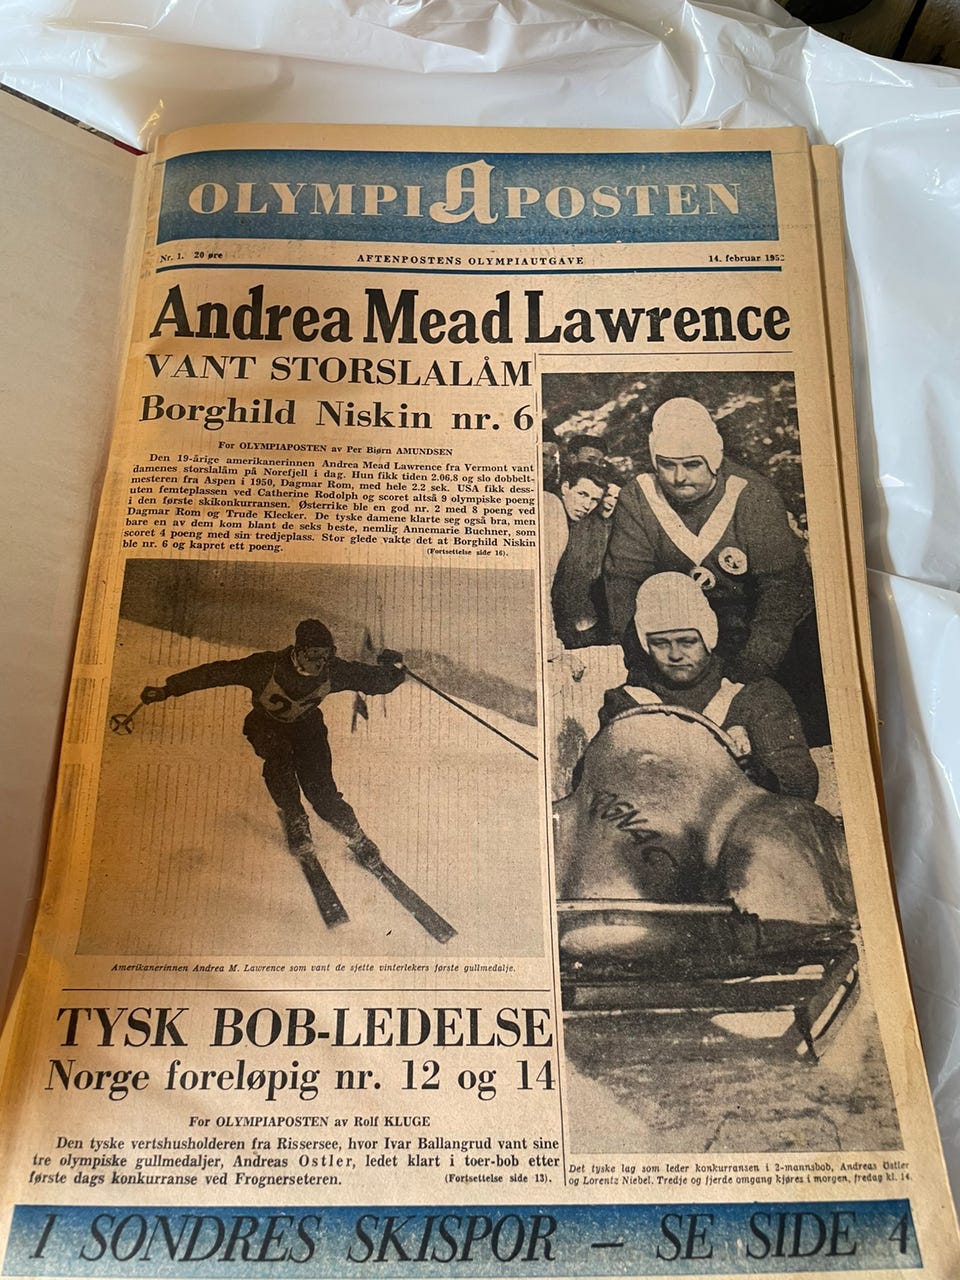 OLYMPIAPOSTEN
Nr. 1. 20 øre AFTENPOSTENS OLYMPIAUTGAVE 14. februar 1952
Andrea Mead Lawrence
VANT STORSLALÅM
Borghild Niskin nr. 6
For OLYMPIAPOSTEN av Per Bjørn AMUNDSEN
Den 19-årige amerikanerinnen Andrea Mead Lawrence fra Vermont vant
damenes storslalåm på Norefjell i dag. Hun fikk tiden 2.06,8 og slo dobbelt-
mesteren fra Aspen i 1950, Dagmar Rom, med hele 2.2 sek. USA fikk dess-
uten femteplassen ved Catherine Rodolph og scoret altså 9 olympiske poeng
i den første skikonkurransen. Østerrike ble en god nr. 2 med 8 poeng ved
Dagmar Rom og Trude Klecker. De tyske damene klarte seg også bra, men
bare en av dem kom blant de seks beste, nemlig Annemarie Buchner, som
scoret 4 poeng med sin tredjeplass. Stor glede vakte det at Borghild Niskin
ble nr. 6 og kapret ett poeng. (Fortsettelse side 16).
27
Amerikanerinnen Andrea M. Lawrence som vant de sjette vinterlekers første gullmedalje.
TYSK BOB-LEDELSE
Norge foreløpig nr. 12 og 14
For OLYMPIAPOSTEN av Rolf KLUGE
Den tyske vertshusholderen fra Rissersee, hvor Ivar Ballangrud vant sine
tre olympiske gullmedaljer, Andreas Ostler, ledet klart i toer-bob etter
første dags konkurranse ved Frognerseteren. (Fortsettelse side 13).
Det tyske lag som leder konkurransen i 2-mannsbob, Andreas Ostler
og Lorentz Niebel. Tredje og fjerde omgang kjøres i morgen, fredag kl. 14.
I SONDRES SKISPOR – SE SIDE 4